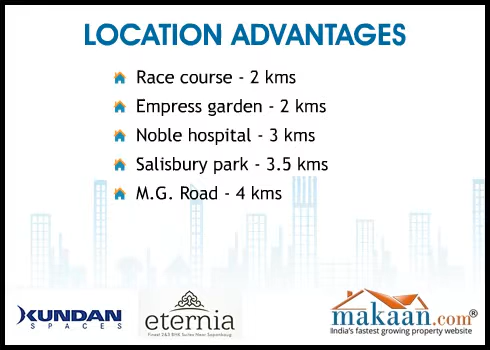 LOCATION ADVANTAGES
Race course - 2 kms
Empress garden - 2 kms
Noble hospital - 3 kms
Salisbury park - 3.5 kms
M.G. Road - 4 kms
KUNDAN
SPACES
eternia
makaan.com®
India's fastest growing property website